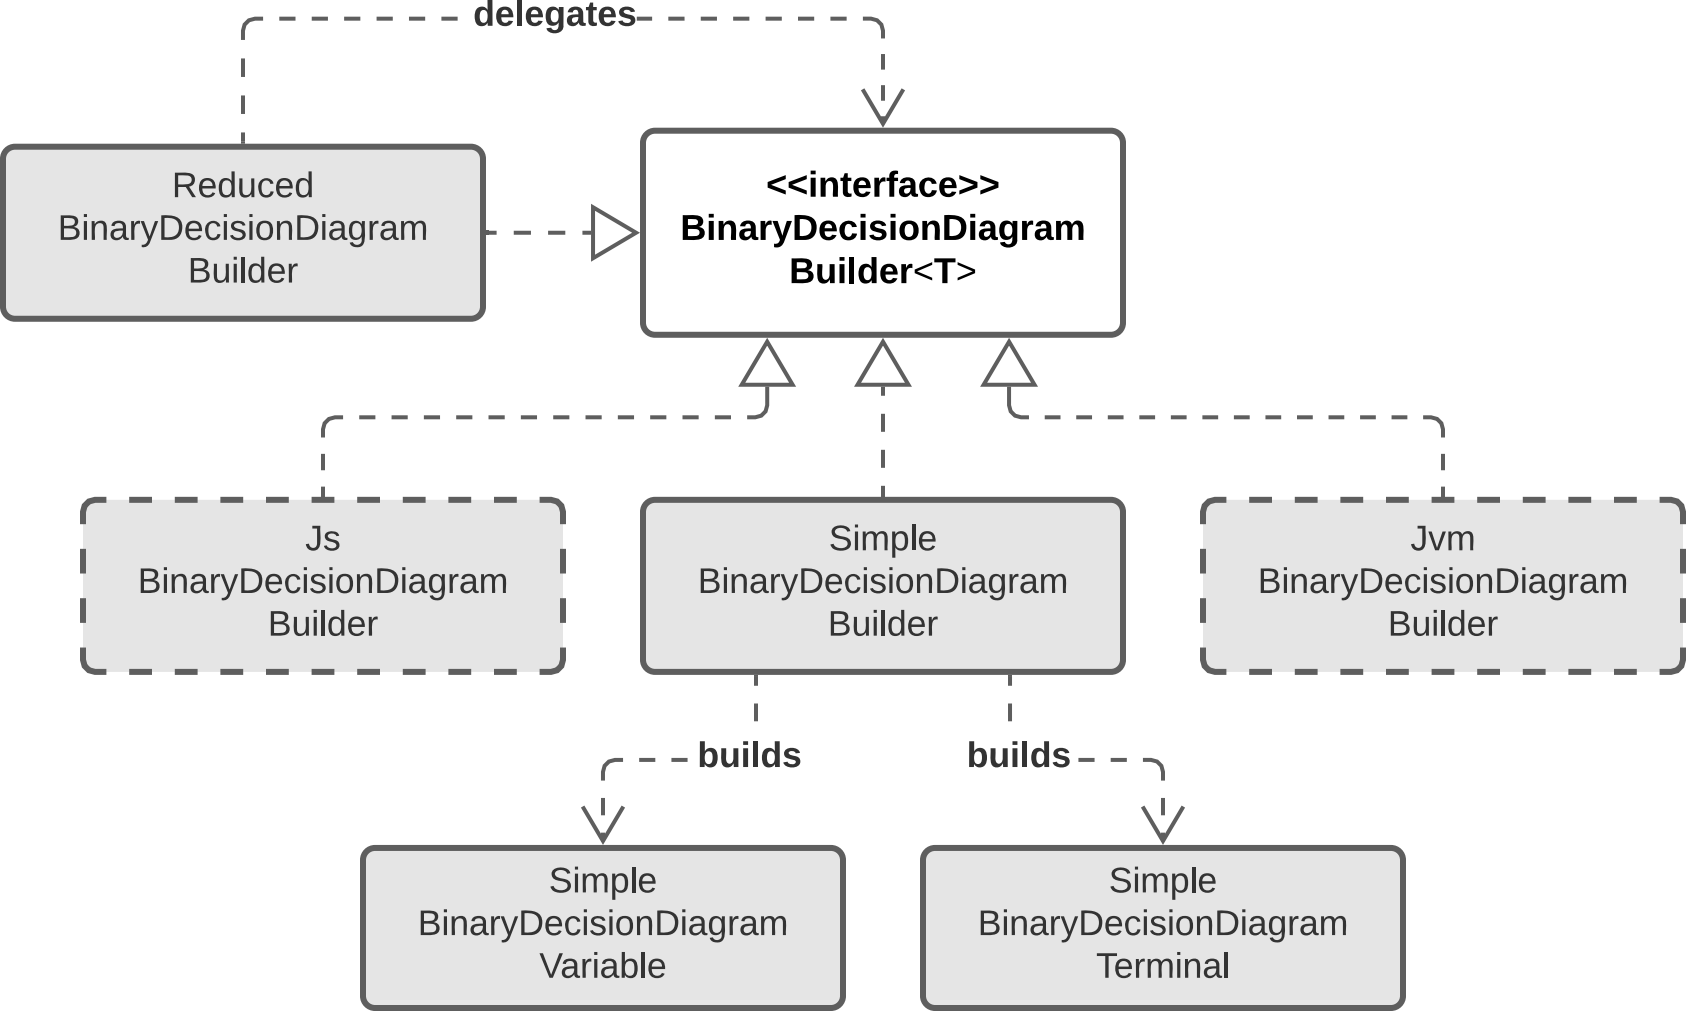 delegates
Reduced
BinaryDecisionDiagram
Builder
<<interface>>
BinaryDecisionDiagram
Builder<T>
Js
BinaryDecisionDiagram
Builder
Simple
BinaryDecisionDiagram
Builder
Jvm
BinaryDecisionDiagram
Builder
builds
builds
Simple
BinaryDecisionDiagram
Variable
Simple
BinaryDecisionDiagram
Terminal